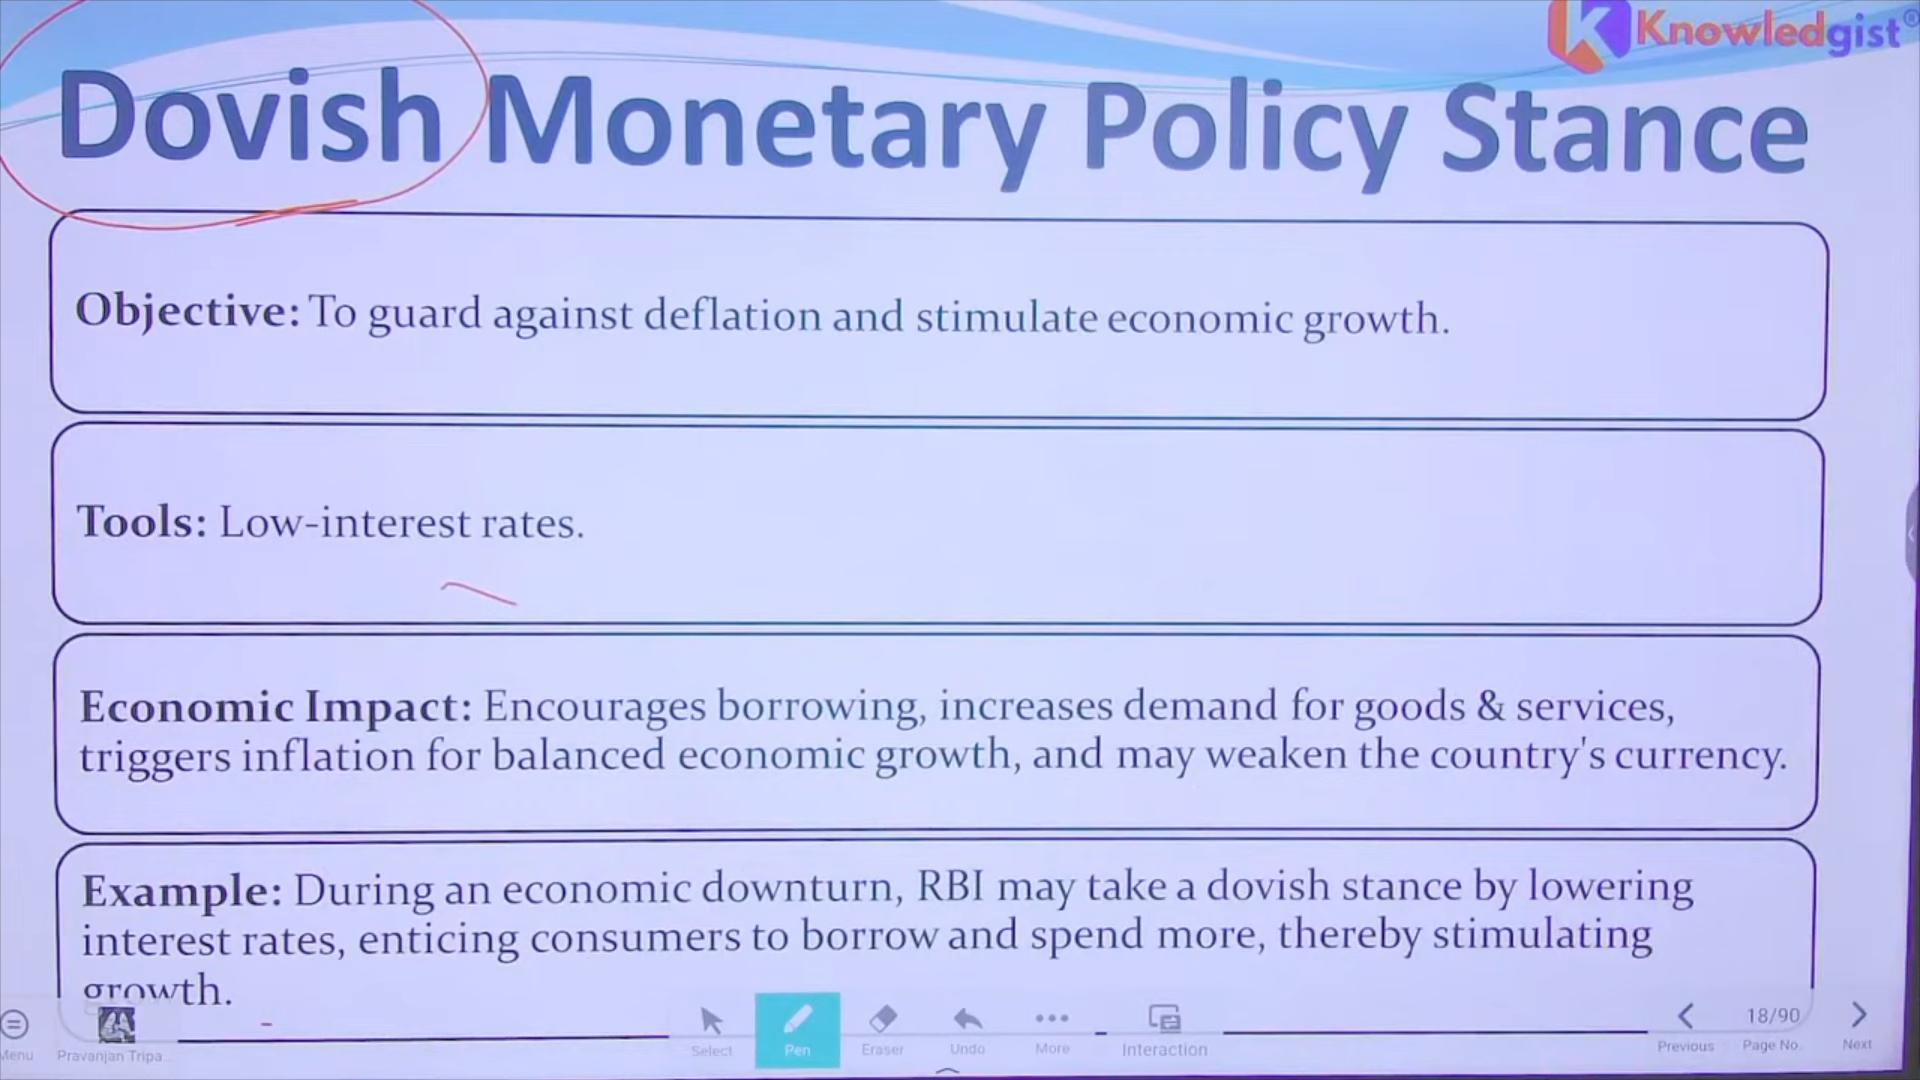 Knowledgist®
Dovish Monetary Policy Stance
Objective: To guard against deflation and stimulate economic growth.
Tools: Low-interest rates.
Economic Impact: Encourages borrowing, increases demand for goods & services,
triggers inflation for balanced economic growth, and may weaken the country's currency.
Example: During an economic downturn, RBI may take a dovish stance by lowering
interest rates, enticing consumers to borrow and spend more, thereby stimulating
growth.
Menu
Pravanjan Tripa...
Select
Pen
Eraser
Undo
More
Interaction
Previous
18/90
Page No.
Next